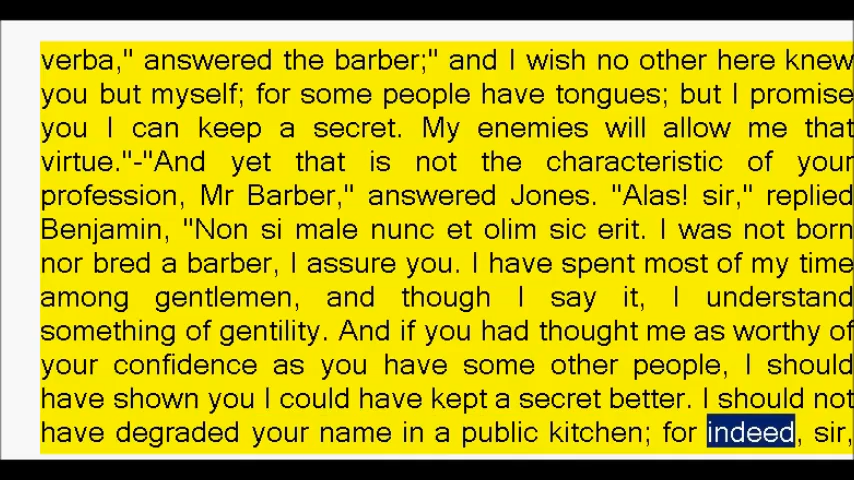 verba," answered the barber;" and I wish no other here knew
you but myself; for some people have tongues; but I promise
you I can keep a secret. My enemies will allow me that
virtue."-"And yet that is not the characteristic of your
profession, Mr Barber," answered Jones. "Alas! sir," replied
Benjamin, "Non si male nunc et olim sic erit. I was not born
nor bred a barber, I assure you. I have spent most of my time
among gentlemen, and though I say it, I understand
something of gentility. And if you had thought me as worthy of
your confidence as you have some other people, I should
have shown you I could have kept a secret better. I should not
have degraded your name in a public kitchen; for indeed, sir,